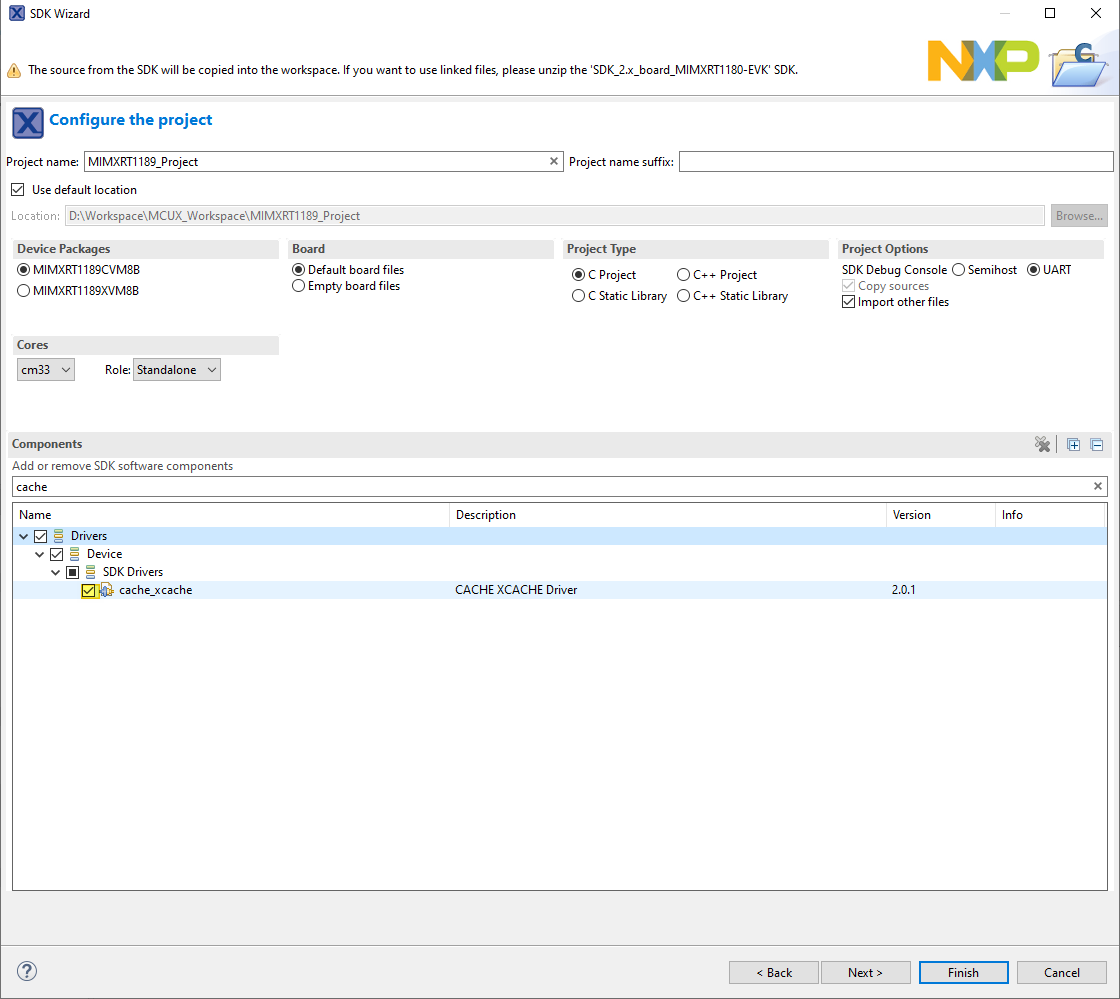 SDK Wizard
The source from the SDK will be copied into the workspace. If you want to use linked files, please unzip the 'SDK_2.x_board_MIMXRT1180-EVK' SDK.
NXP
Configure the project
Project name: MIMXRT1189_Project Project name suffix:
Use default location
Location: D:\Workspace\MCUX_Workspace\MIMXRT1189_Project Browse...
Device Packages Board Project Type Project Options
MIMXRT1189CVM8B Default board files C Project C++ Project SDK Debug Console Semihost UART
MIMXRT1189XVM8B Empty board files C Static Library C++ Static Library Copy sources
Import other files
Cores
cm33 Role: Standalone
Components
Add or remove SDK software components
cache
Name Description Version Info
Drivers
Device
SDK Drivers
cache_xcache CACHE XCACHE Driver 2.0.1
? < Back Next > Finish Cancel